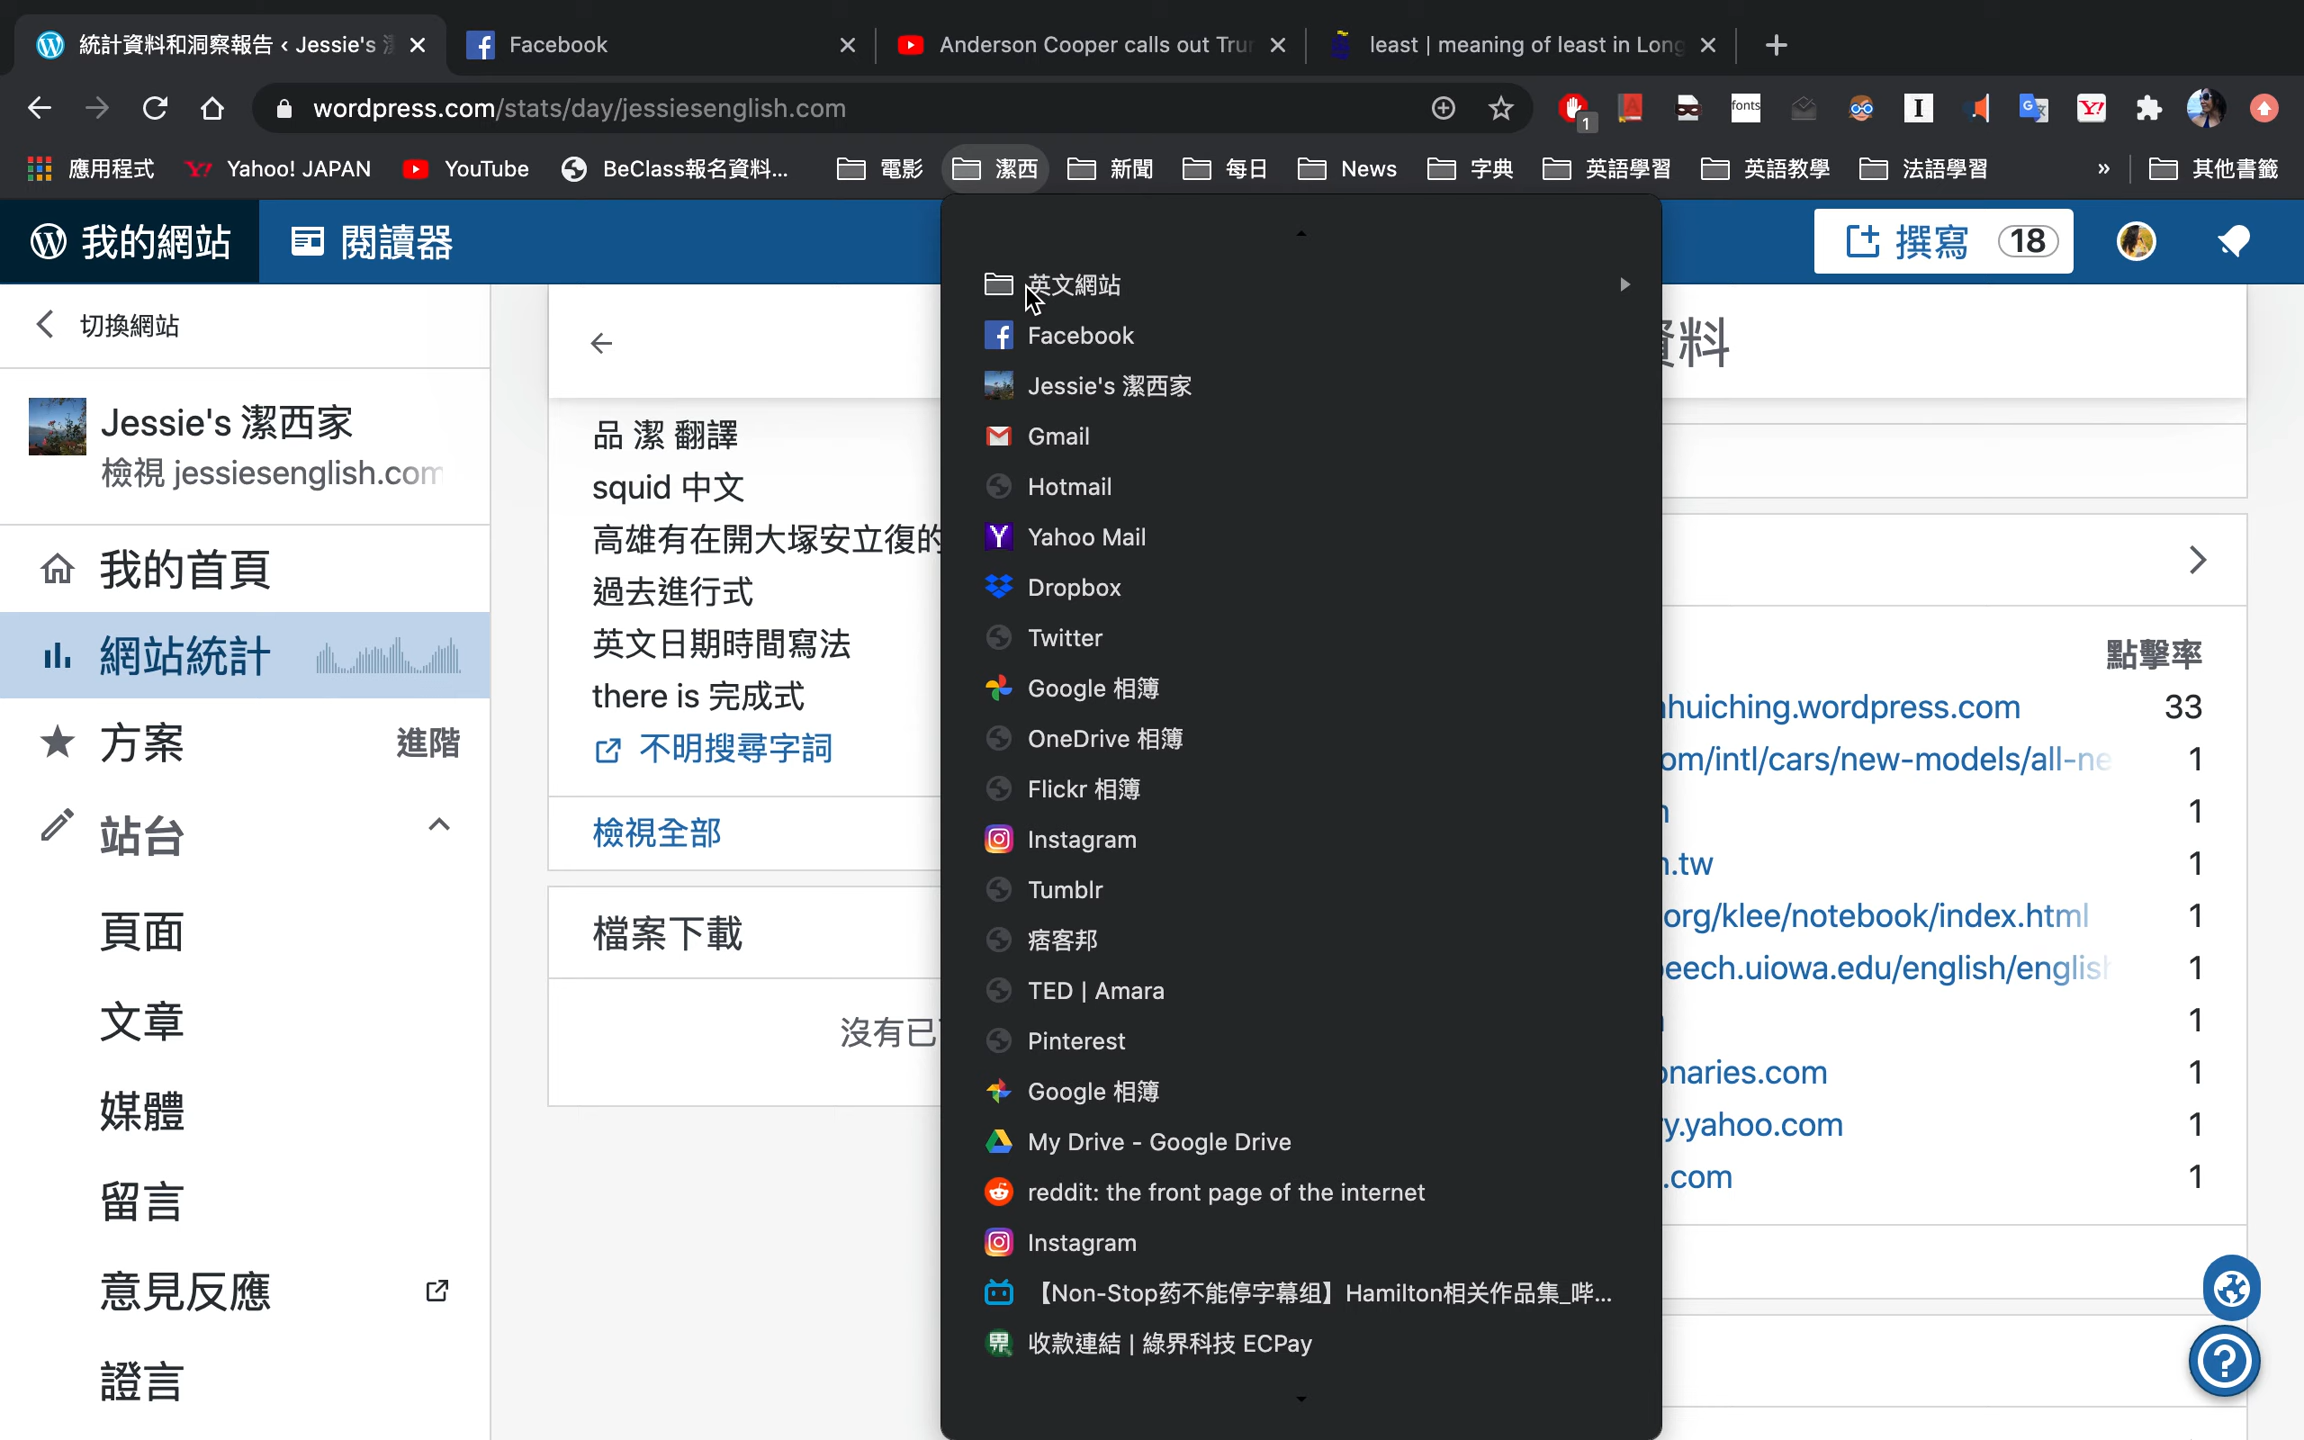 統計資料和洞察報告 ‹ Jessie's
Facebook
Anderson Cooper calls out Tru
least | meaning of least in Long
wordpress.com/stats/day/jessiesenglish.com
1
fonts
應用程式
Yahoo! JAPAN
YouTube
BeClass報名資料...
電影
潔西
新聞
每日
News
字典
英語學習
英語教學
法語學習
»
其他書籤
我的網站
閱讀器
撰寫
18
切換網站
Jessie's 潔西家
檢視 jessiesenglish.com
我的首頁
網站統計
方案
進階
站台
頁面
文章
媒體
留言
意見反應
證言
品 潔 翻譯
squid 中文
高雄有在開大塚安立復的
過去進行式
英文日期時間寫法
there is 完成式
不明搜尋字詞
檢視全部
檔案下載
沒有已
英文網站
Facebook
Jessie's 潔西家
Gmail
Hotmail
Yahoo Mail
Dropbox
Twitter
Google 相簿
OneDrive 相簿
Flickr 相簿
Instagram
Tumblr
痞客邦
TED | Amara
Pinterest
Google 相簿
My Drive - Google Drive
reddit: the front page of the internet
Instagram
【Non-Stop药不能停字幕组】Hamilton相关作品集_哔...
收款連結 | 綠界科技 ECPay
資料
點擊率
huiching.wordpress.com 33
om/intl/cars/new-models/all-ne 1
1
.tw 1
org/klee/notebook/index.html 1
eech.uiowa.edu/english/english 1
1
onaries.com 1
y.yahoo.com 1
.com 1